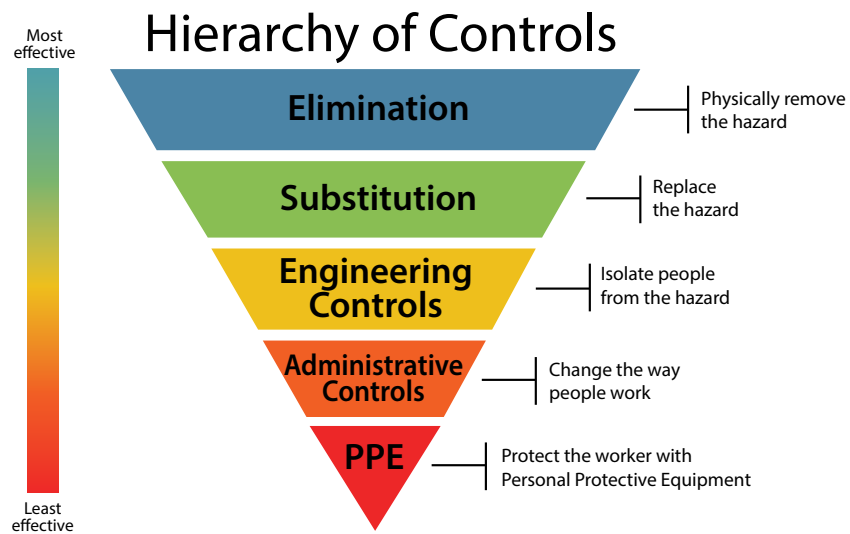 Hierarchy of Controls
Most
effective
Elimination
Physically remove
the hazard
Substitution
Replace
the hazard
Engineering
Controls
Isolate people
from the hazard
Administrative
Controls
Change the way
people work
PPE
Protect the worker with
Personal Protective Equipment
Least
effective